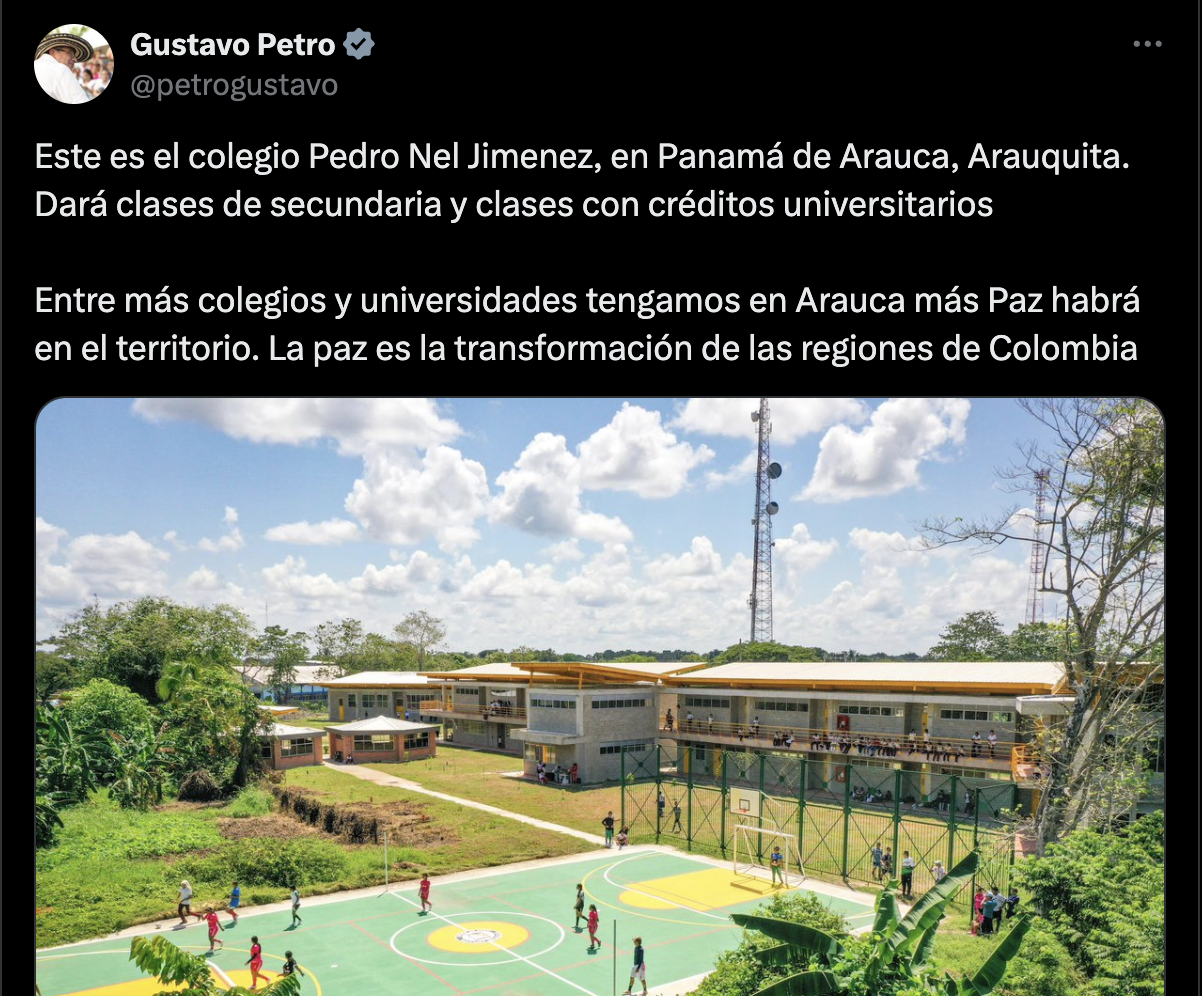 Gustavo Petro
@petrogustavo
Este es el colegio Pedro Nel Jimenez, en Panamá de Arauca, Arauquita.
Dará clases de secundaria y clases con créditos universitarios
Entre más colegios y universidades tengamos en Arauca más Paz habrá
en el territorio. La paz es la transformación de las regiones de Colombia